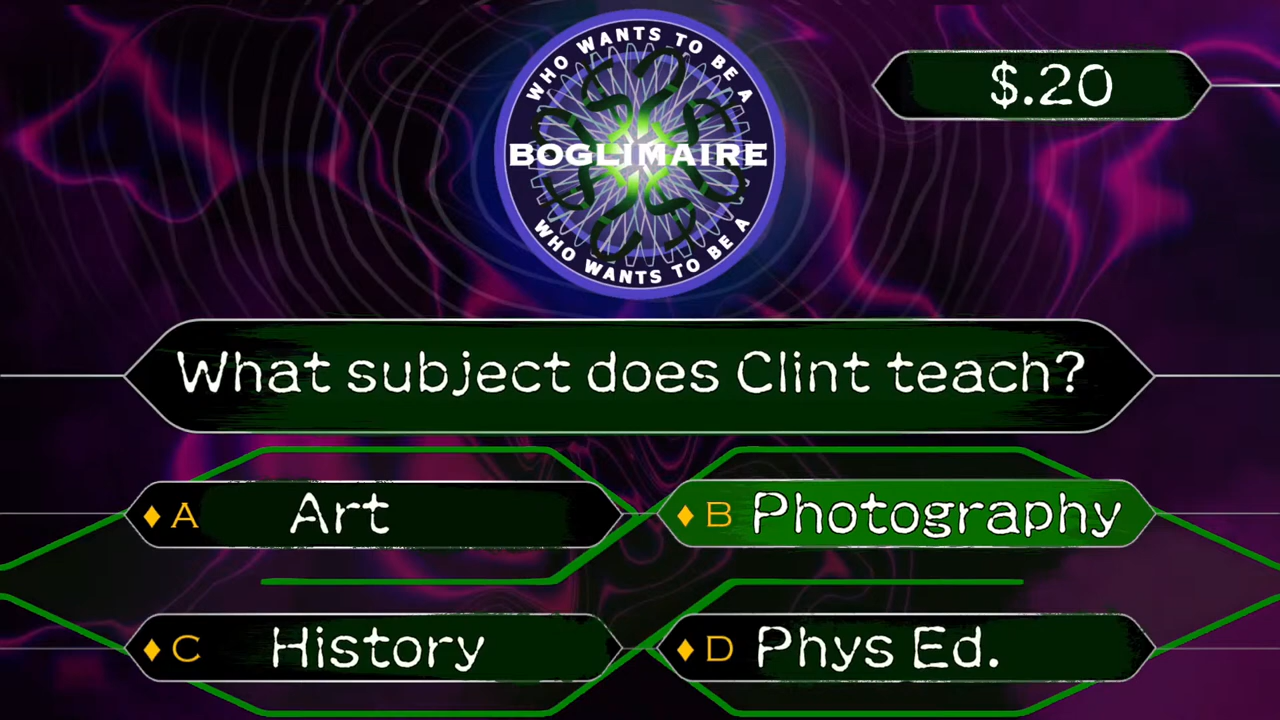 WHO WANTS TO BE A
BOGLIMAIRE
WHO WANTS TO BE A
$.20
What subject does Clint teach?
A Art
B Photography
C History
D Phys Ed.